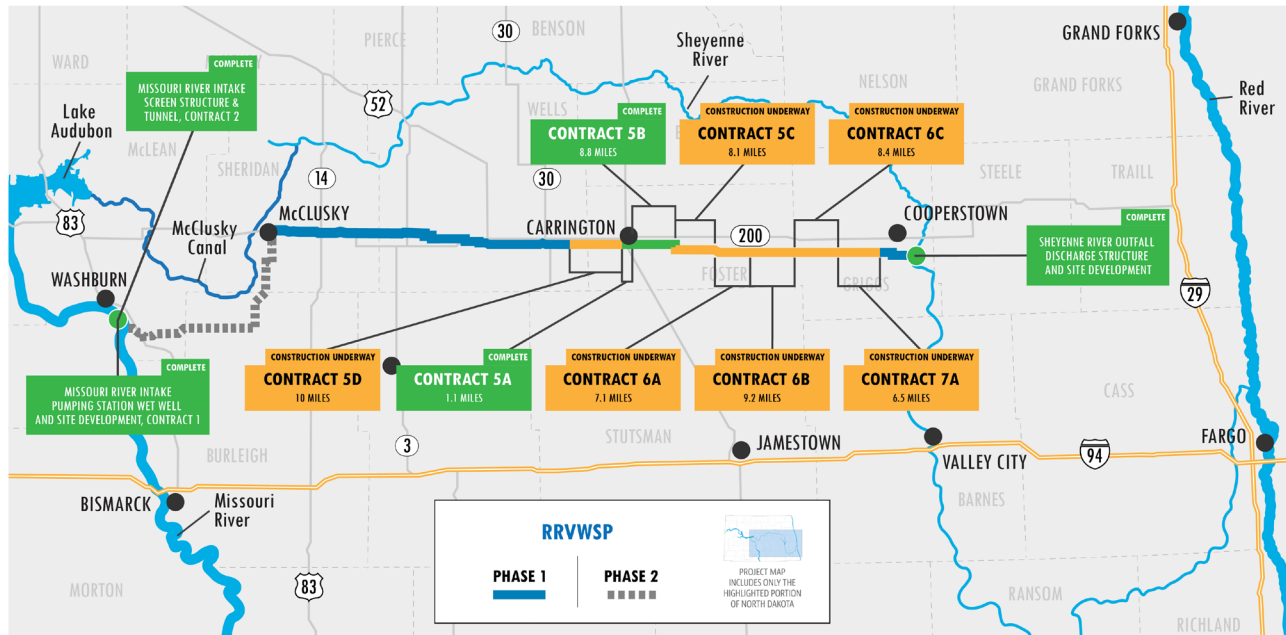 GRAND FORKS
30
BENSON
PIERCE
WARD
COMPLETE
MISSOURI RIVER INTAKE
SCREEN STRUCTURE &
TUNNEL, CONTRACT 2
Sheyenne
River
NELSON
GRAND FORKS
Red
River
52
Lake
Audubon
WELLS
COMPLETE
CONTRACT 5B
8.8 MILES
CONSTRUCTION UNDERWAY
CONTRACT 5C
8.1 MILES
CONSTRUCTION UNDERWAY
CONTRACT 6C
8.4 MILES
McLEAN
SHERIDAN
14
30
STEELE
TRAILL
83
McCLUSKY
McClusky
Canal
CARRINGTON
200
COOPERSTOWN
COMPLETE
SHEYENNE RIVER OUTFALL
DISCHARGE STRUCTURE
AND SITE DEVELOPMENT
WASHBURN
FOSTER
GRIGGS
29
COMPLETE
MISSOURI RIVER INTAKE
PUMPING STATION WET WELL
AND SITE DEVELOPMENT, CONTRACT 1
CONSTRUCTION UNDERWAY
CONTRACT 5D
10 MILES
COMPLETE
CONTRACT 5A
1.1 MILES
CONSTRUCTION UNDERWAY
CONTRACT 6A
7.1 MILES
CONSTRUCTION UNDERWAY
CONTRACT 6B
9.2 MILES
CONSTRUCTION UNDERWAY
CONTRACT 7A
6.5 MILES
CASS
3
STUTSMAN
JAMESTOWN
VALLEY CITY
94
FARGO
BURLEIGH
BARNES
BISMARCK
Missouri
River
RRVWSP
PHASE 1
PHASE 2
PROJECT MAP
INCLUDES ONLY THE
HIGHLIGHTED PORTION
OF NORTH DAKOTA
MORTON
83
RANSOM
RICHLAND